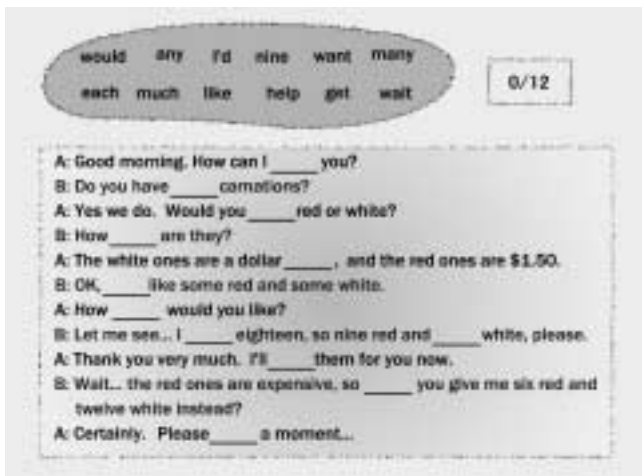 would any I'd nine want many
each much like help get wait
0/12
A: Good morning. How can I _____ you?
B: Do you have _____ carnations?
A: Yes we do. Would you _____ red or white?
B: How _____ are they?
A: The white ones are a dollar _____, and the red ones are $1.50.
B: OK, _____ like some red and some white.
A: How _____ would you like?
B: Let me see... I _____ eighteen, so nine red and _____ white, please.
A: Thank you very much. I'll _____ them for you now.
B: Wait... the red ones are expensive, so _____ you give me six red and
twelve white instead?
A: Certainly. Please _____ a moment...